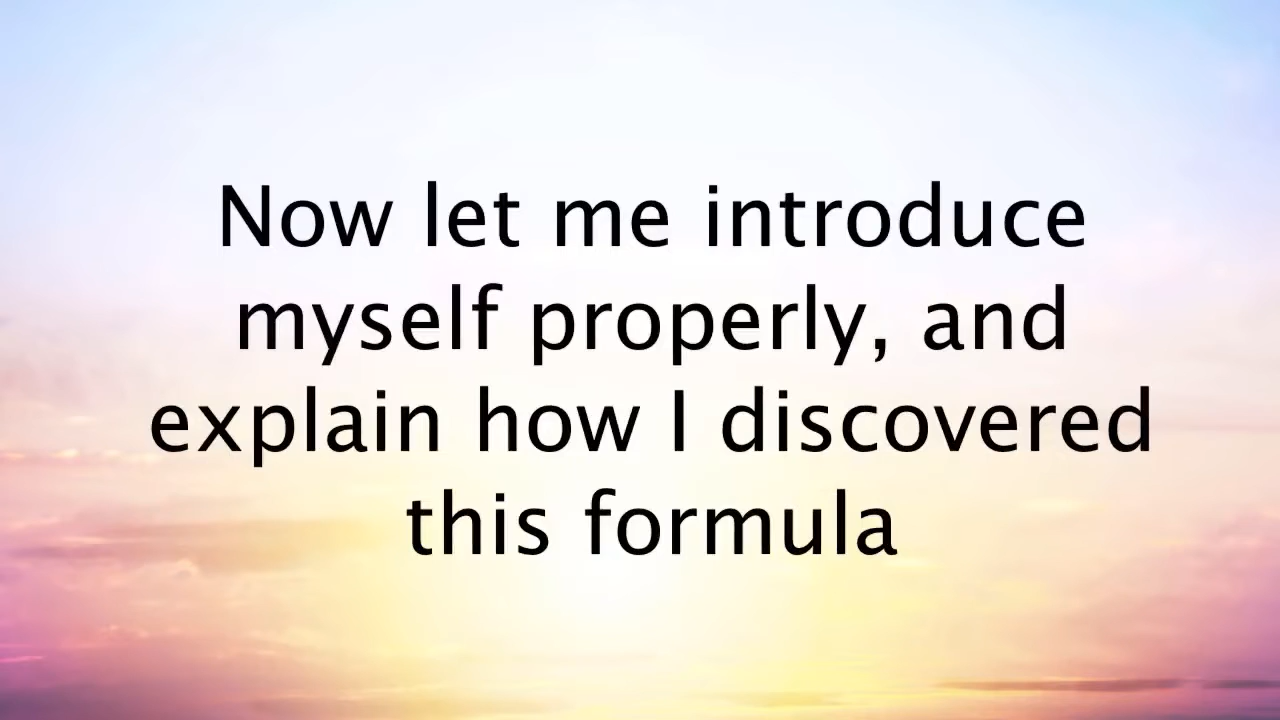 Now let me introduce
myself properly, and
explain how I discovered
this formula